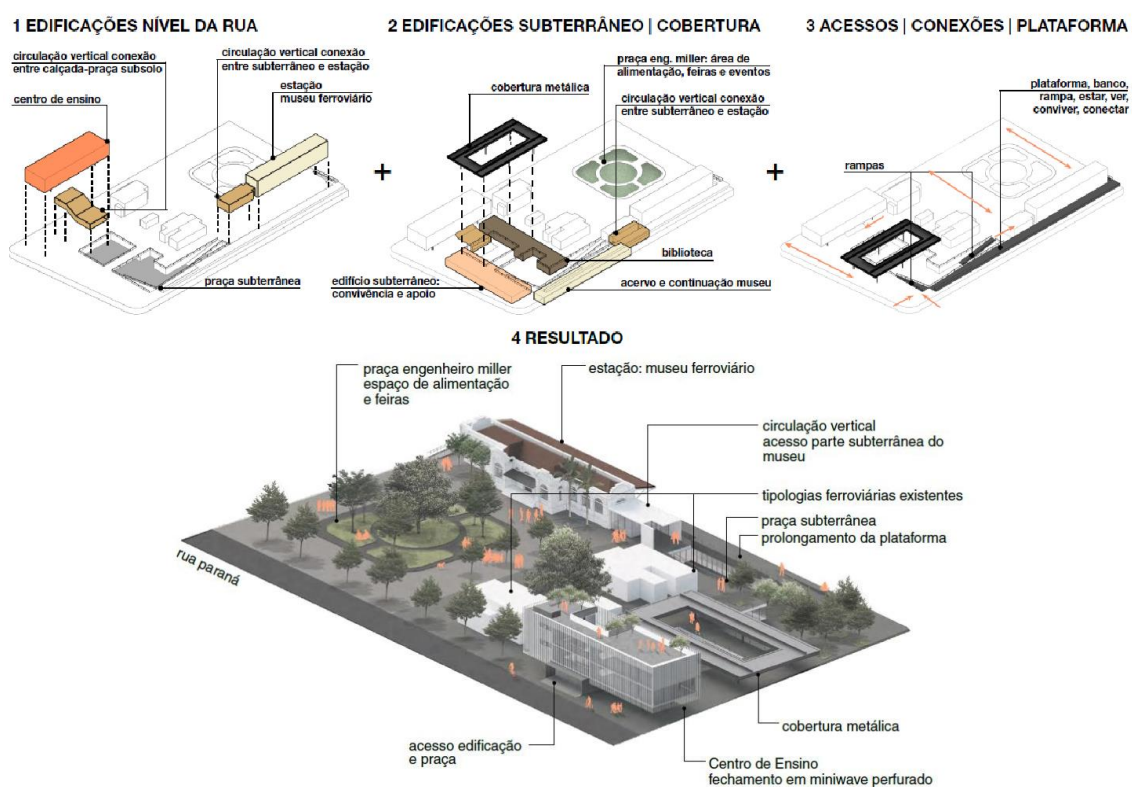 1 EDIFICAÇÕES NÍVEL DA RUA
circulação vertical conexão
entre calçada-praça subsolo
centro de ensino
circulação vertical conexão
entre subterrâneo e estação
estação
museu ferroviário
praça subterrânea
+
2 EDIFICAÇÕES SUBTERRÂNEO | COBERTURA
praça eng. miller: área de
alimentação, feiras e eventos
cobertura metálica
circulação vertical conexão
entre subterrâneo e estação
biblioteca
edifício subterrâneo:
convivência e apoio
acervo e continuação museu
+
3 ACESSOS | CONEXÕES | PLATAFORMA
plataforma, banco,
rampa, estar, ver,
conviver, conectar
rampas
4 RESULTADO
praça engenheiro miller
espaço de alimentação
e feiras
estação: museu ferroviário
circulação vertical
acesso parte subterrânea do
museu
tipologias ferroviárias existentes
praça subterrânea
prolongamento da plataforma
rua paraná
cobertura metálica
acesso edificação
e praça
Centro de Ensino
fechamento em miniwave perfurado